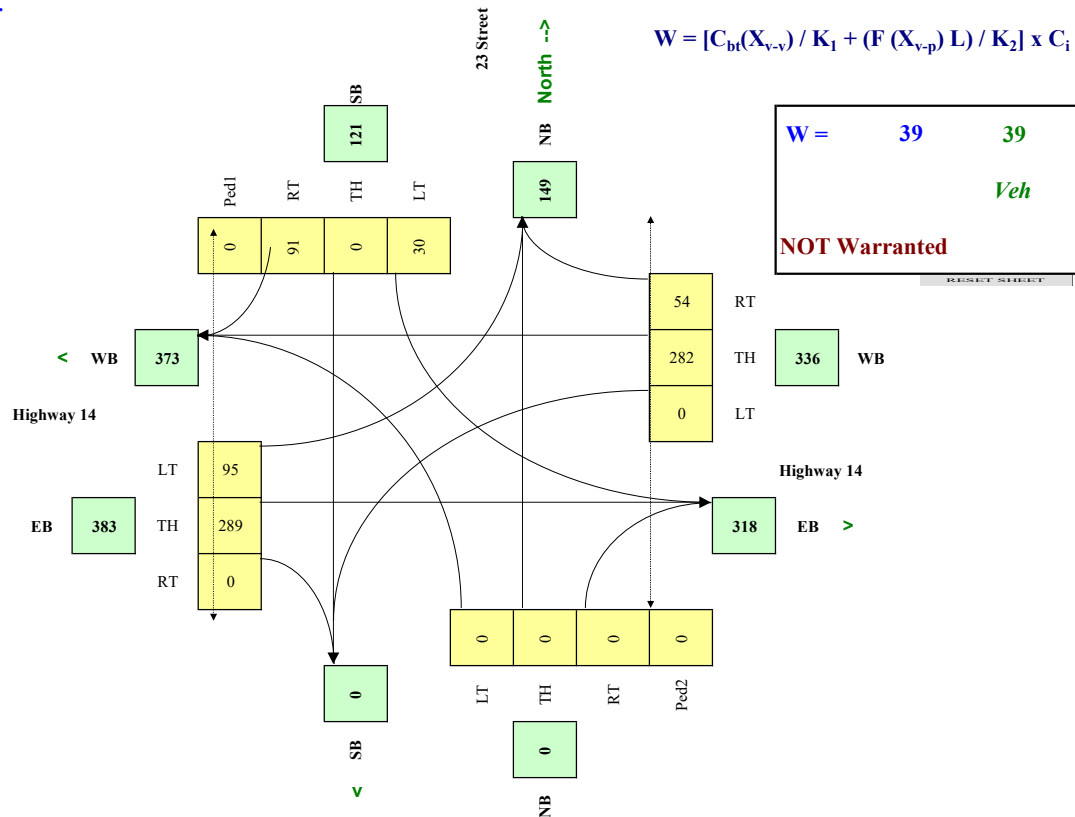 23 Street
North -->
W = [Cbt(Xv-v) / K1 + (F (Xv-p) L) / K2] x Ci
SB
121
NB
149
W = 39 39
Veh
NOT Warranted
RESET SHEET
Ped1 RT TH LT
0 91 0 30
54 RT
< WB 373
282 TH 336 WB
0 LT
Highway 14
LT 95
Highway 14
EB 383 TH 289
318 EB >
RT 0
0 0 0 0
LT TH RT Ped2
0
SB
<
0
NB